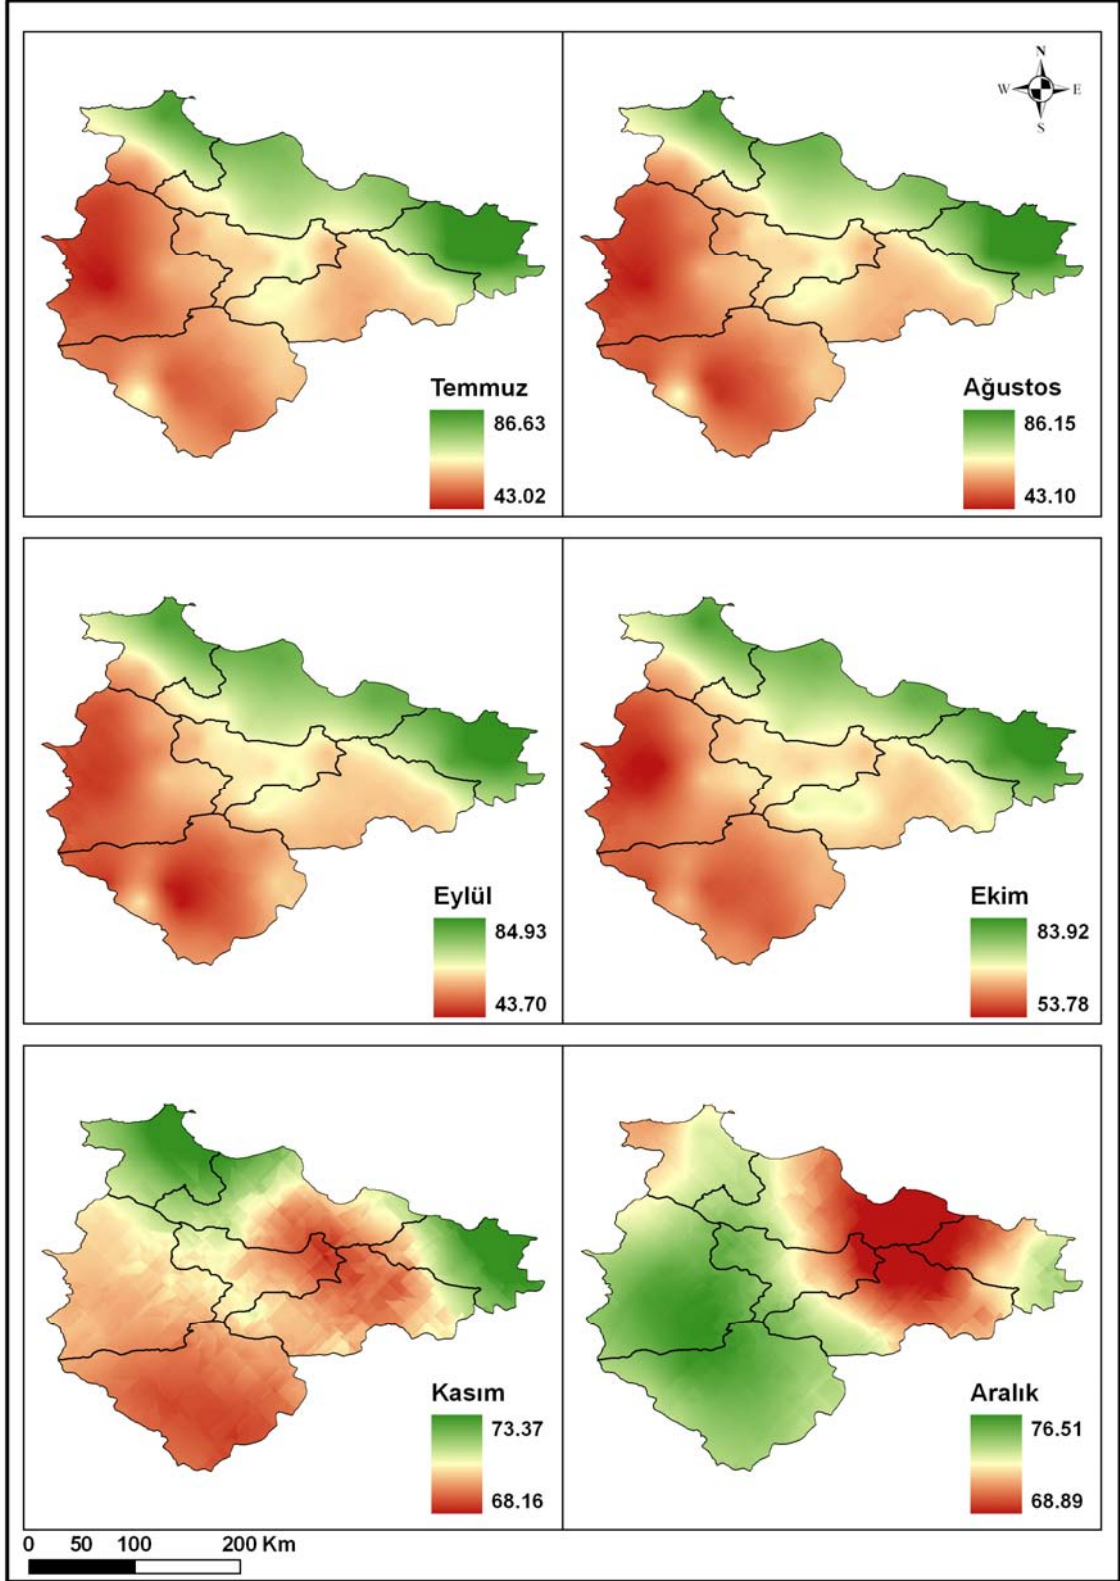 N
W E
S
Temmuz
86.63
43.02
Ağustos
86.15
43.10
Eylül
84.93
43.70
Ekim
83.92
53.78
Kasım
73.37
68.16
Aralık
76.51
68.89
0 50 100 200 Km